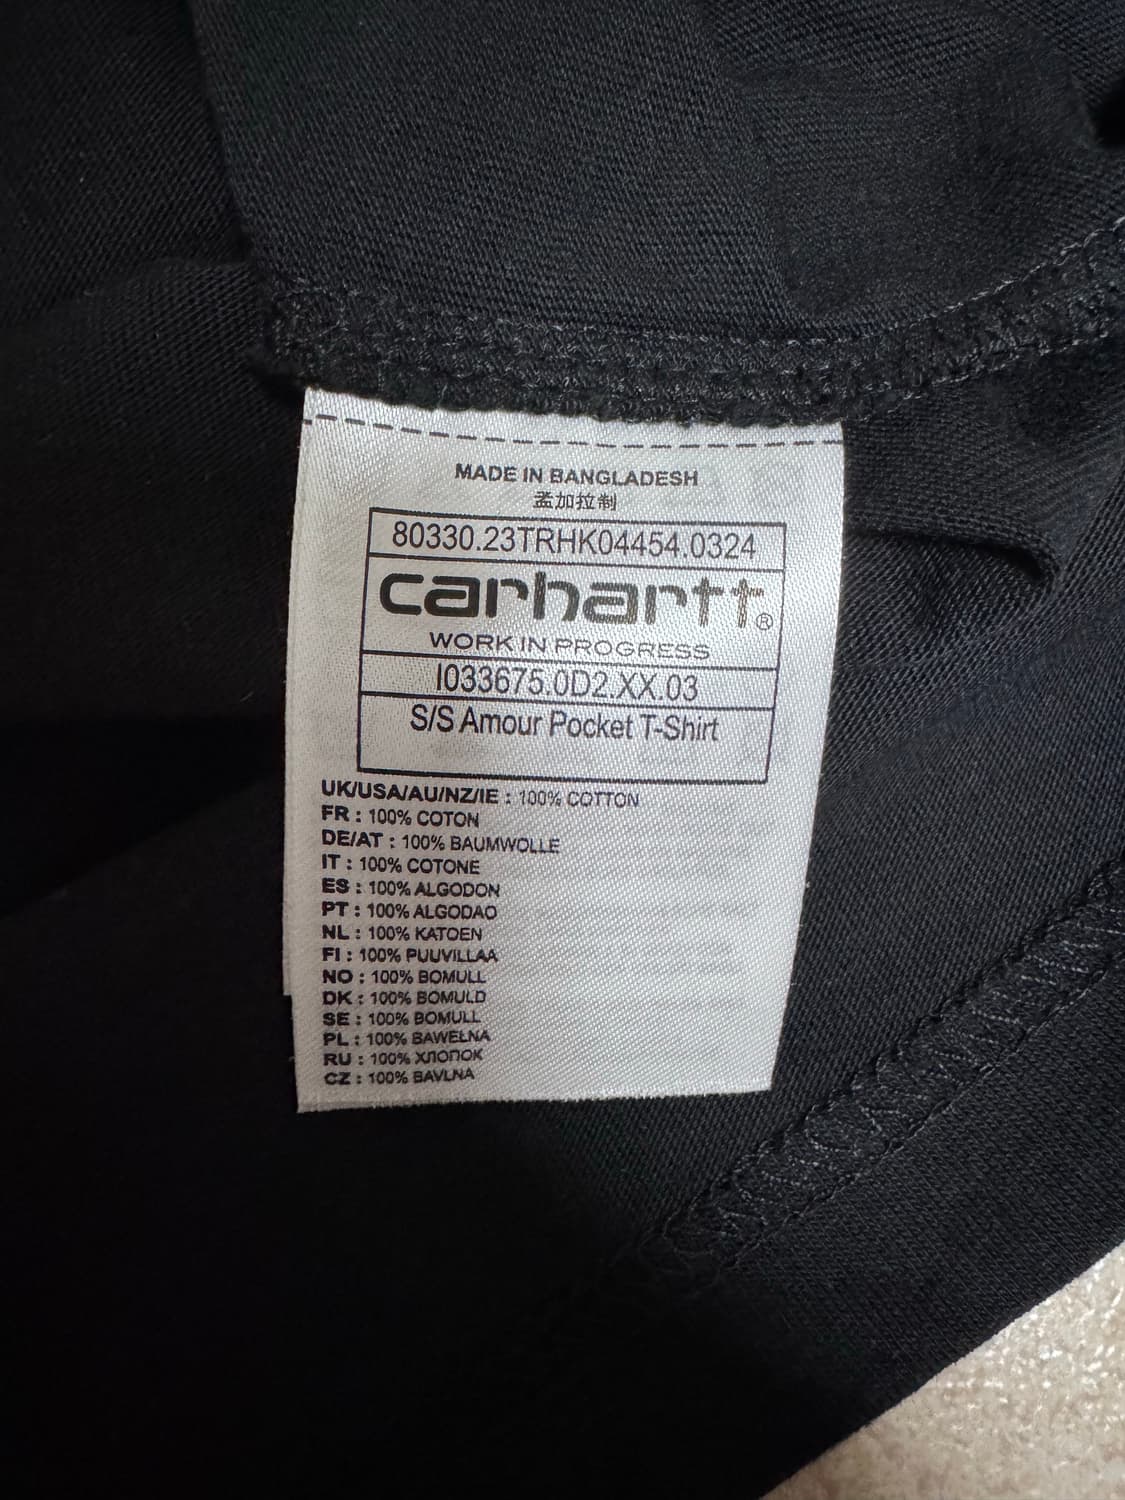 MADE IN BANGLADESH
孟加拉制
80330.23TRHK04454.0324
carhartt®
WORK IN PROGRESS
I033675.0D2.XX.03
S/S Amour Pocket T-Shirt
UK/USA/AU/NZ/IE : 100% COTTON
FR : 100% COTON
DE/AT : 100% BAUMWOLLE
IT : 100% COTONE
ES : 100% ALGODON
PT : 100% ALGODAO
NL : 100% KATOEN
FI : 100% PUUVILLAA
NO : 100% BOMULL
DK : 100% BOMULD
SE : 100% BOMULL
PL : 100% BAWEŁNA
RU : 100% ХЛОПОК
CZ : 100% BAVLNA